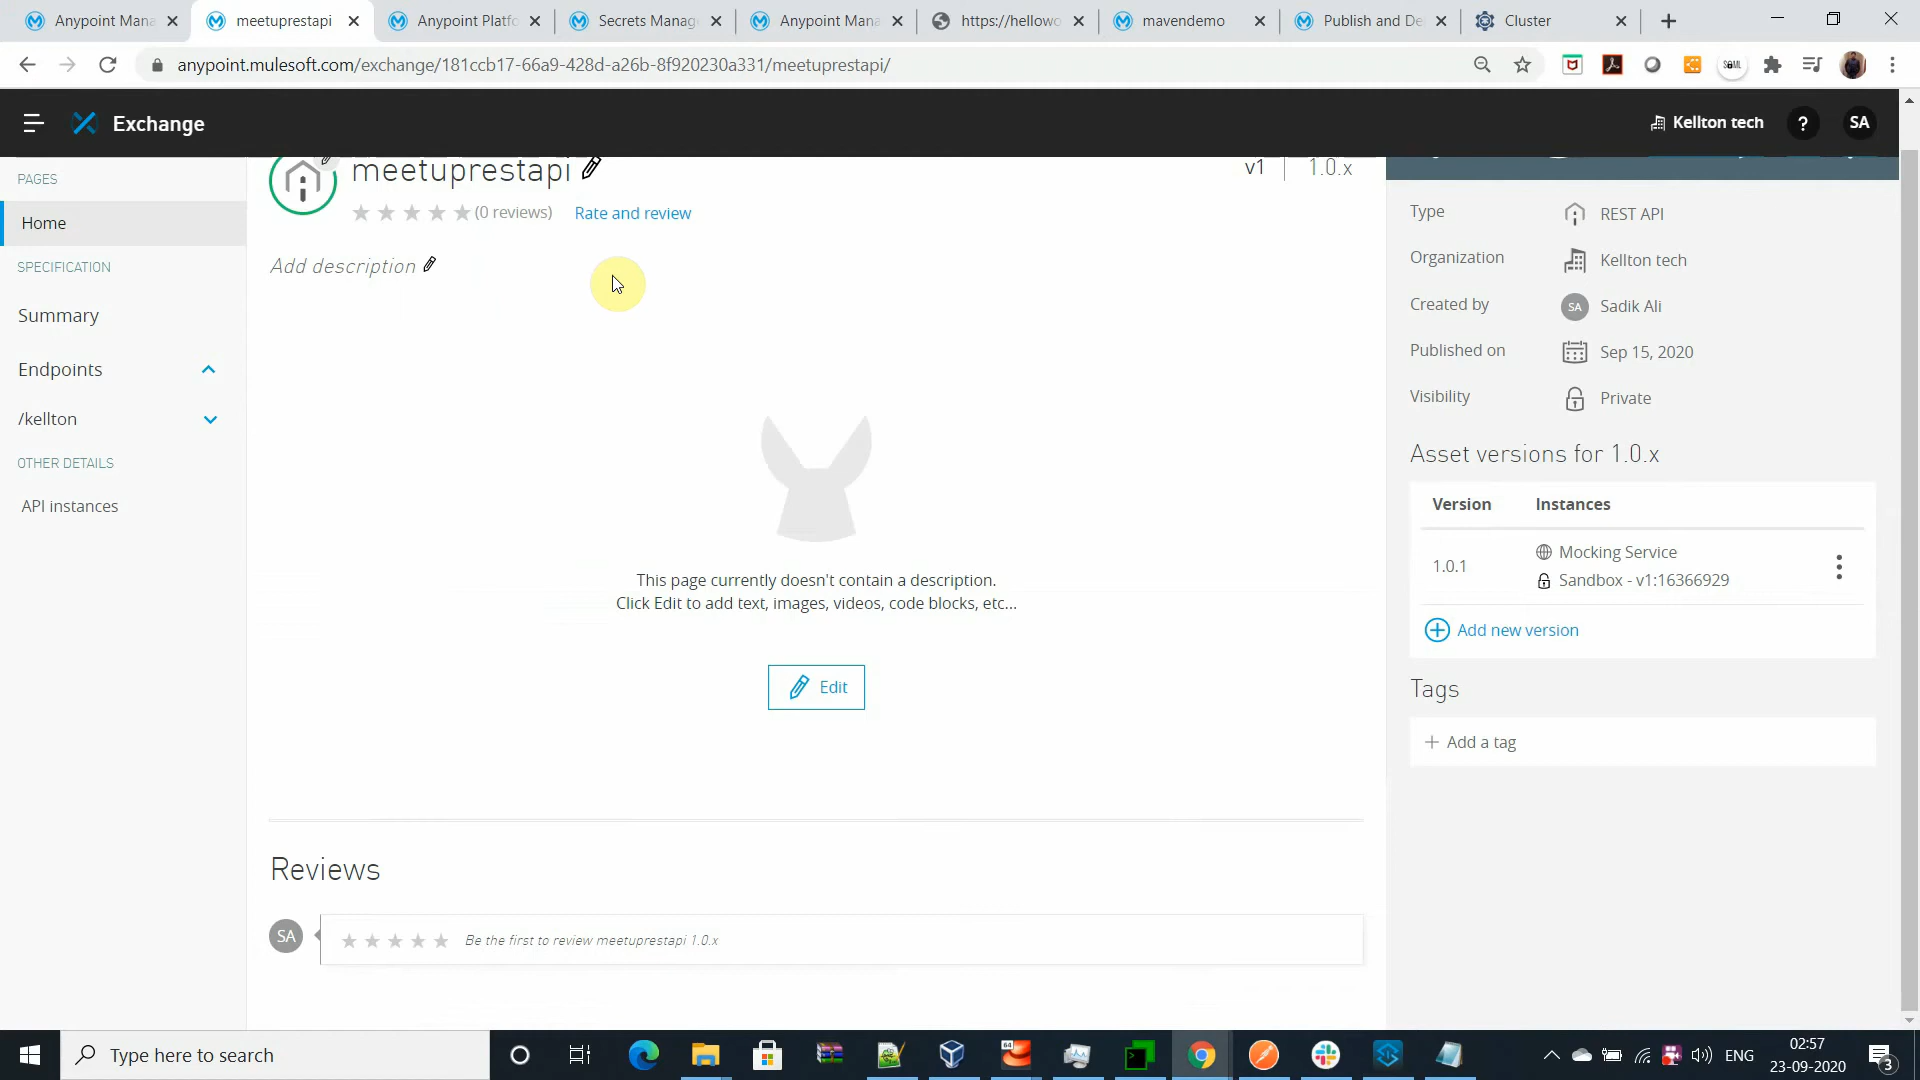 Anypoint Mana
meetuprestapi
Anypoint Platfo
Secrets Manag
Anypoint Mana
https://hellowo
mavendemo
Publish and De
Cluster
anypoint.mulesoft.com/exchange/181ccb17-66a9-428d-a26b-8f920230a331/meetuprestapi/
Exchange
Kellton tech
?
SA
PAGES
Home
SPECIFICATION
Summary
Endpoints
/kellton
OTHER DETAILS
API instances
meetuprestapi
v1
1.0.x
(0 reviews)
Rate and review
Add description
This page currently doesn't contain a description.
Click Edit to add text, images, videos, code blocks, etc...
Edit
Reviews
SA
Be the first to review meetuprestapi 1.0.x
Type
REST API
Organization
Kellton tech
Created by
SA
Sadik Ali
Published on
Sep 15, 2020
Visibility
Private
Asset versions for 1.0.x
Version
Instances
1.0.1
Mocking Service
Sandbox - v1:16366929
Add new version
Tags
Add a tag
Type here to search
ENG
02:57
23-09-2020
3